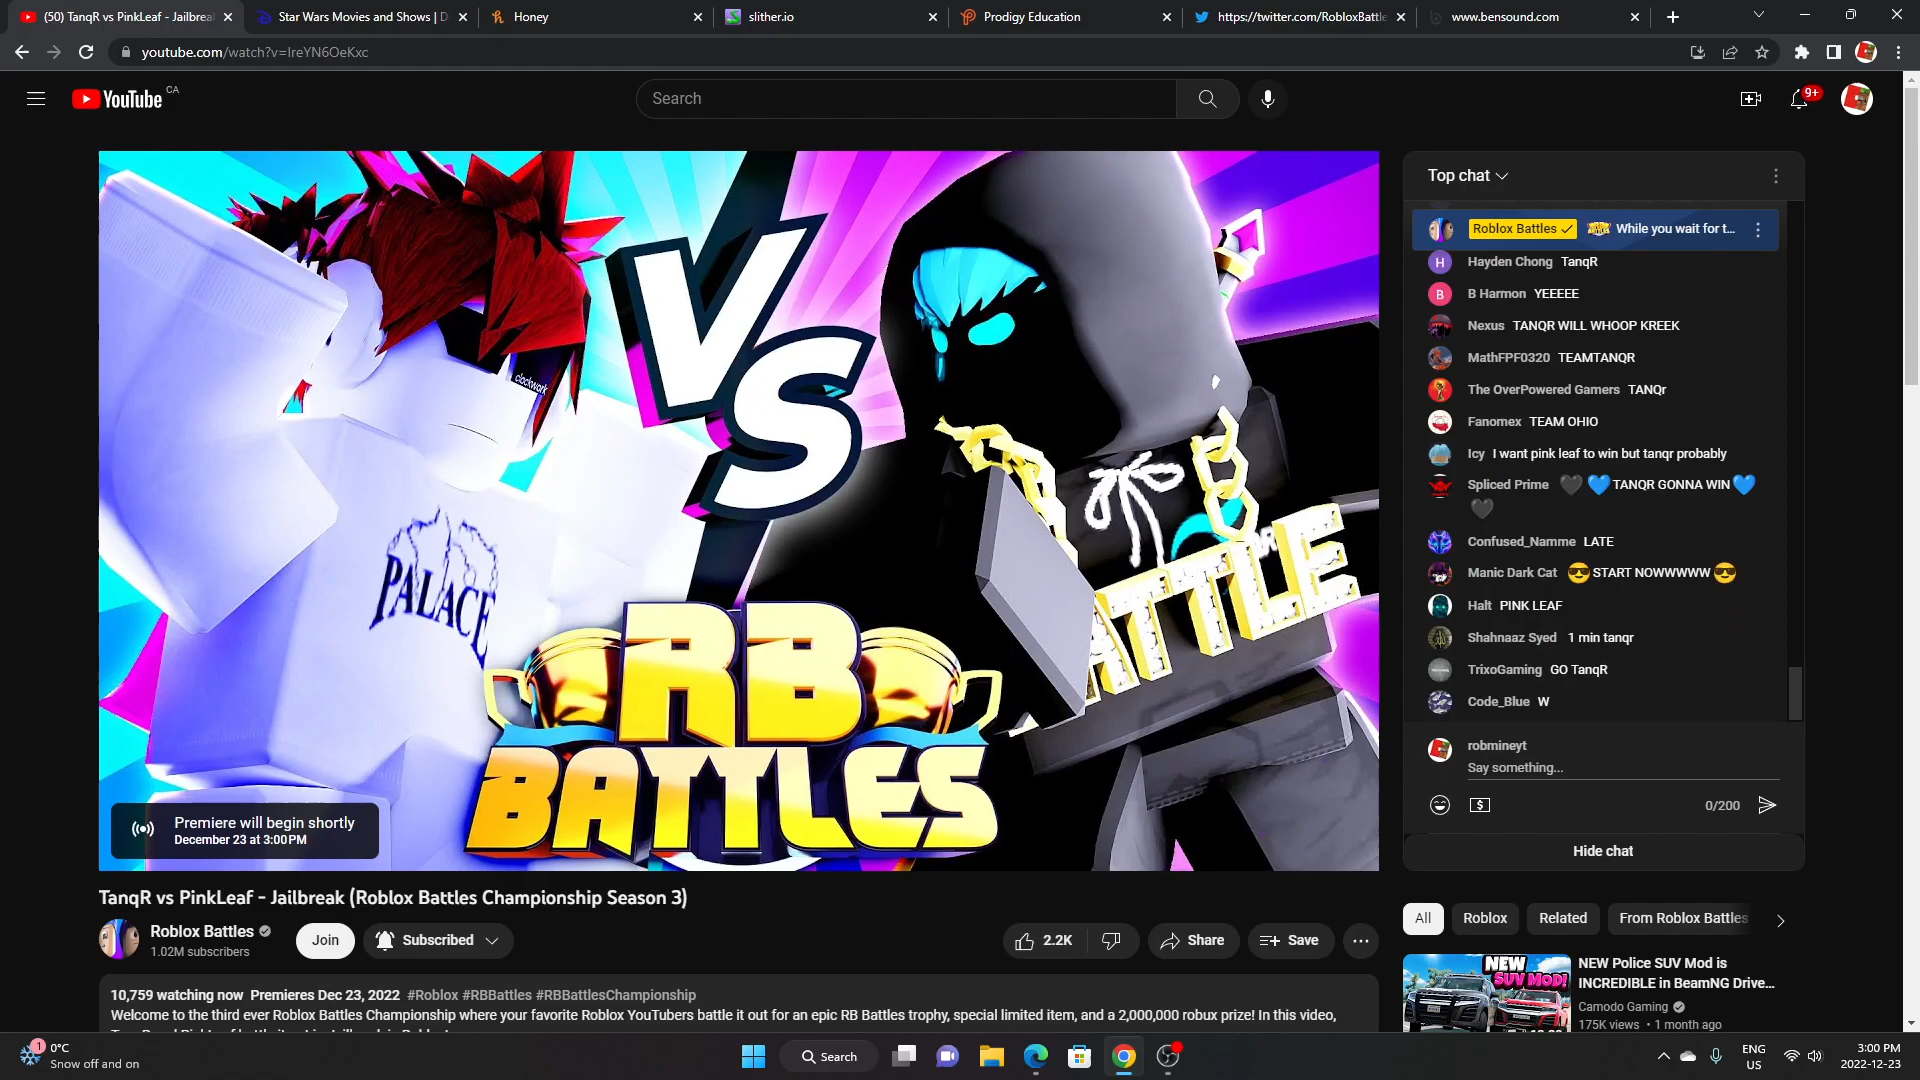 (50) TanqR vs PinkLeaf - Jailbreak
Star Wars Movies and Shows | D
Honey
slither.io
Prodigy Education
https://twitter.com/RobloxBattle
www.bensound.com
youtube.com/watch?v=IreYN6OeKxc
YouTube CA
Search
9+
VS
clockwork
PALACE
BATTLE
RB
BATTLES
Premiere will begin shortly
December 23 at 3:00 PM
Top chat
Roblox Battles While you wait for t...
Hayden Chong TanqR
B Harmon YEEEEE
Nexus TANQR WILL WHOOP KREEK
MathFPF0320 TEAMTANQR
The OverPowered Gamers TANQr
Fanomex TEAM OHIO
Icy I want pink leaf to win but tanqr probably
Spliced Prime 🖤💙TANQR GONNA WIN💙
🖤
Confused_Namme LATE
Manic Dark Cat 😎START NOWWWWW😎
Halt PINK LEAF
Shahnaaz Syed 1 min tanqr
TrixoGaming GO TanqR
Code_Blue W
robmineyt
Say something...
0/200
Hide chat
TanqR vs PinkLeaf - Jailbreak (Roblox Battles Championship Season 3)
Roblox Battles
1.02M subscribers
Join
Subscribed
2.2K
Share
Save
10,759 watching now Premieres Dec 23, 2022 #Roblox #RBBattles #RBBattlesChampionship
Welcome to the third ever Roblox Battles Championship where your favorite Roblox YouTubers battle it out for an epic RB Battles trophy, special limited item, and a 2,000,000 robux prize! In this video,
All
Roblox
Related
From Roblox Battles
NEW
SUV MOD!
NEW Police SUV Mod is
INCREDIBLE in BeamNG Drive...
Camodo Gaming
175K views • 1 month ago
1
0°C
Snow off and on
Search
ENG
US
3:00 PM
2022-12-23